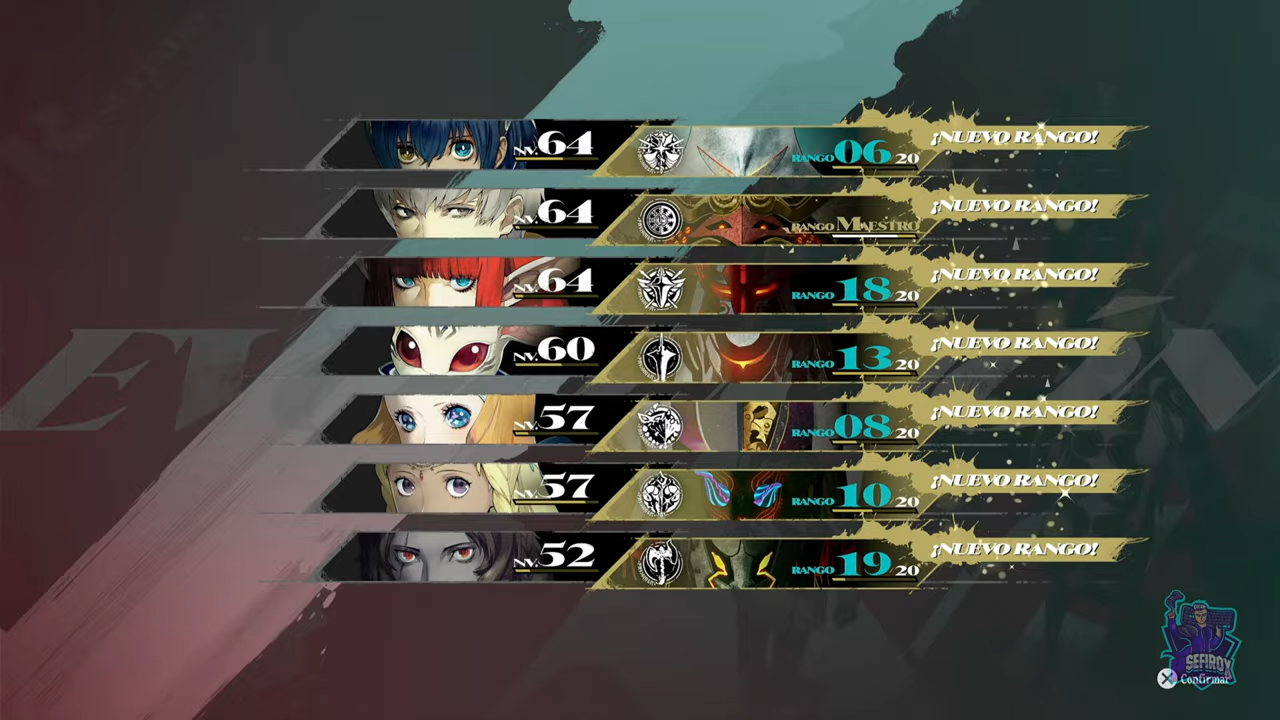 NV. 64 RANGO 06 20 ¡NUEVO RANGO!
NV. 64 RANGO MAESTRO ¡NUEVO RANGO!
NV. 64 RANGO 18 20 ¡NUEVO RANGO!
NV. 60 RANGO 13 20 ¡NUEVO RANGO!
NV. 57 RANGO 08 20 ¡NUEVO RANGO!
NV. 57 RANGO 10 20 ¡NUEVO RANGO!
NV. 52 RANGO 19 20 ¡NUEVO RANGO!
SEFIROX
Confirmar